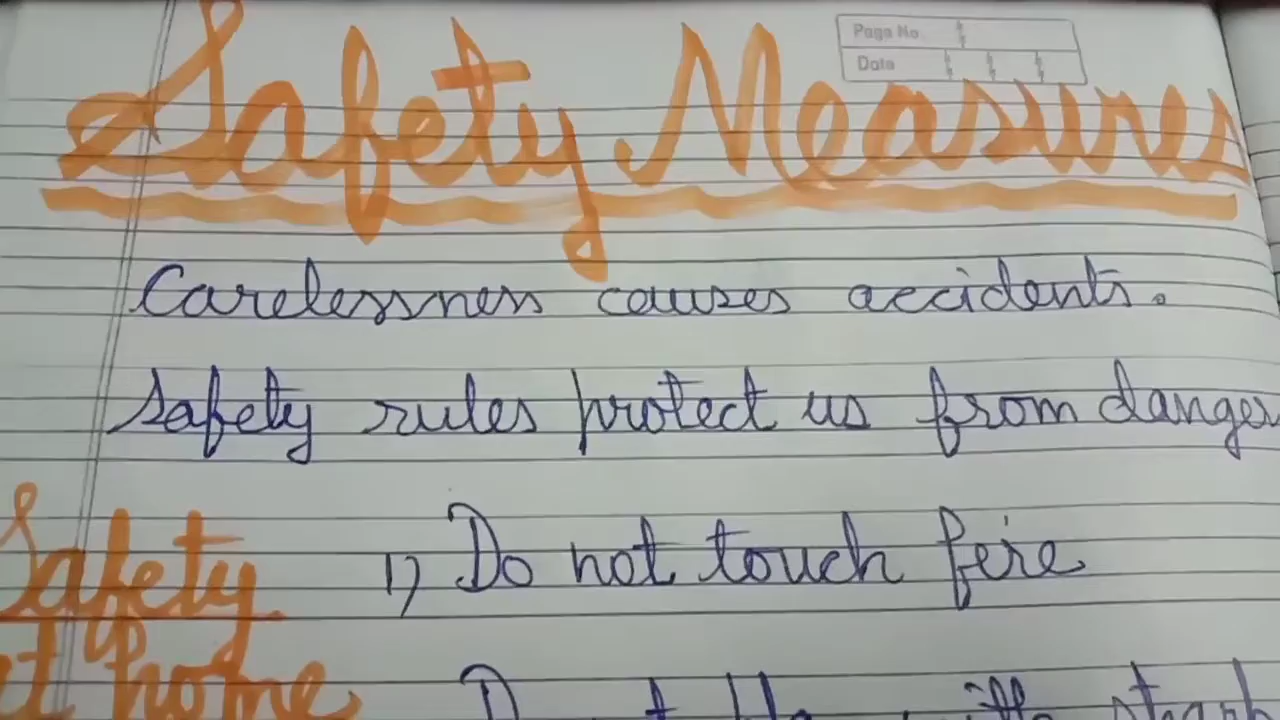 Page No.
Date
Safety Measures
Carelessness causes accidents.
Safety rules protect us from danger
Safety
at home
1) Do not touch fire